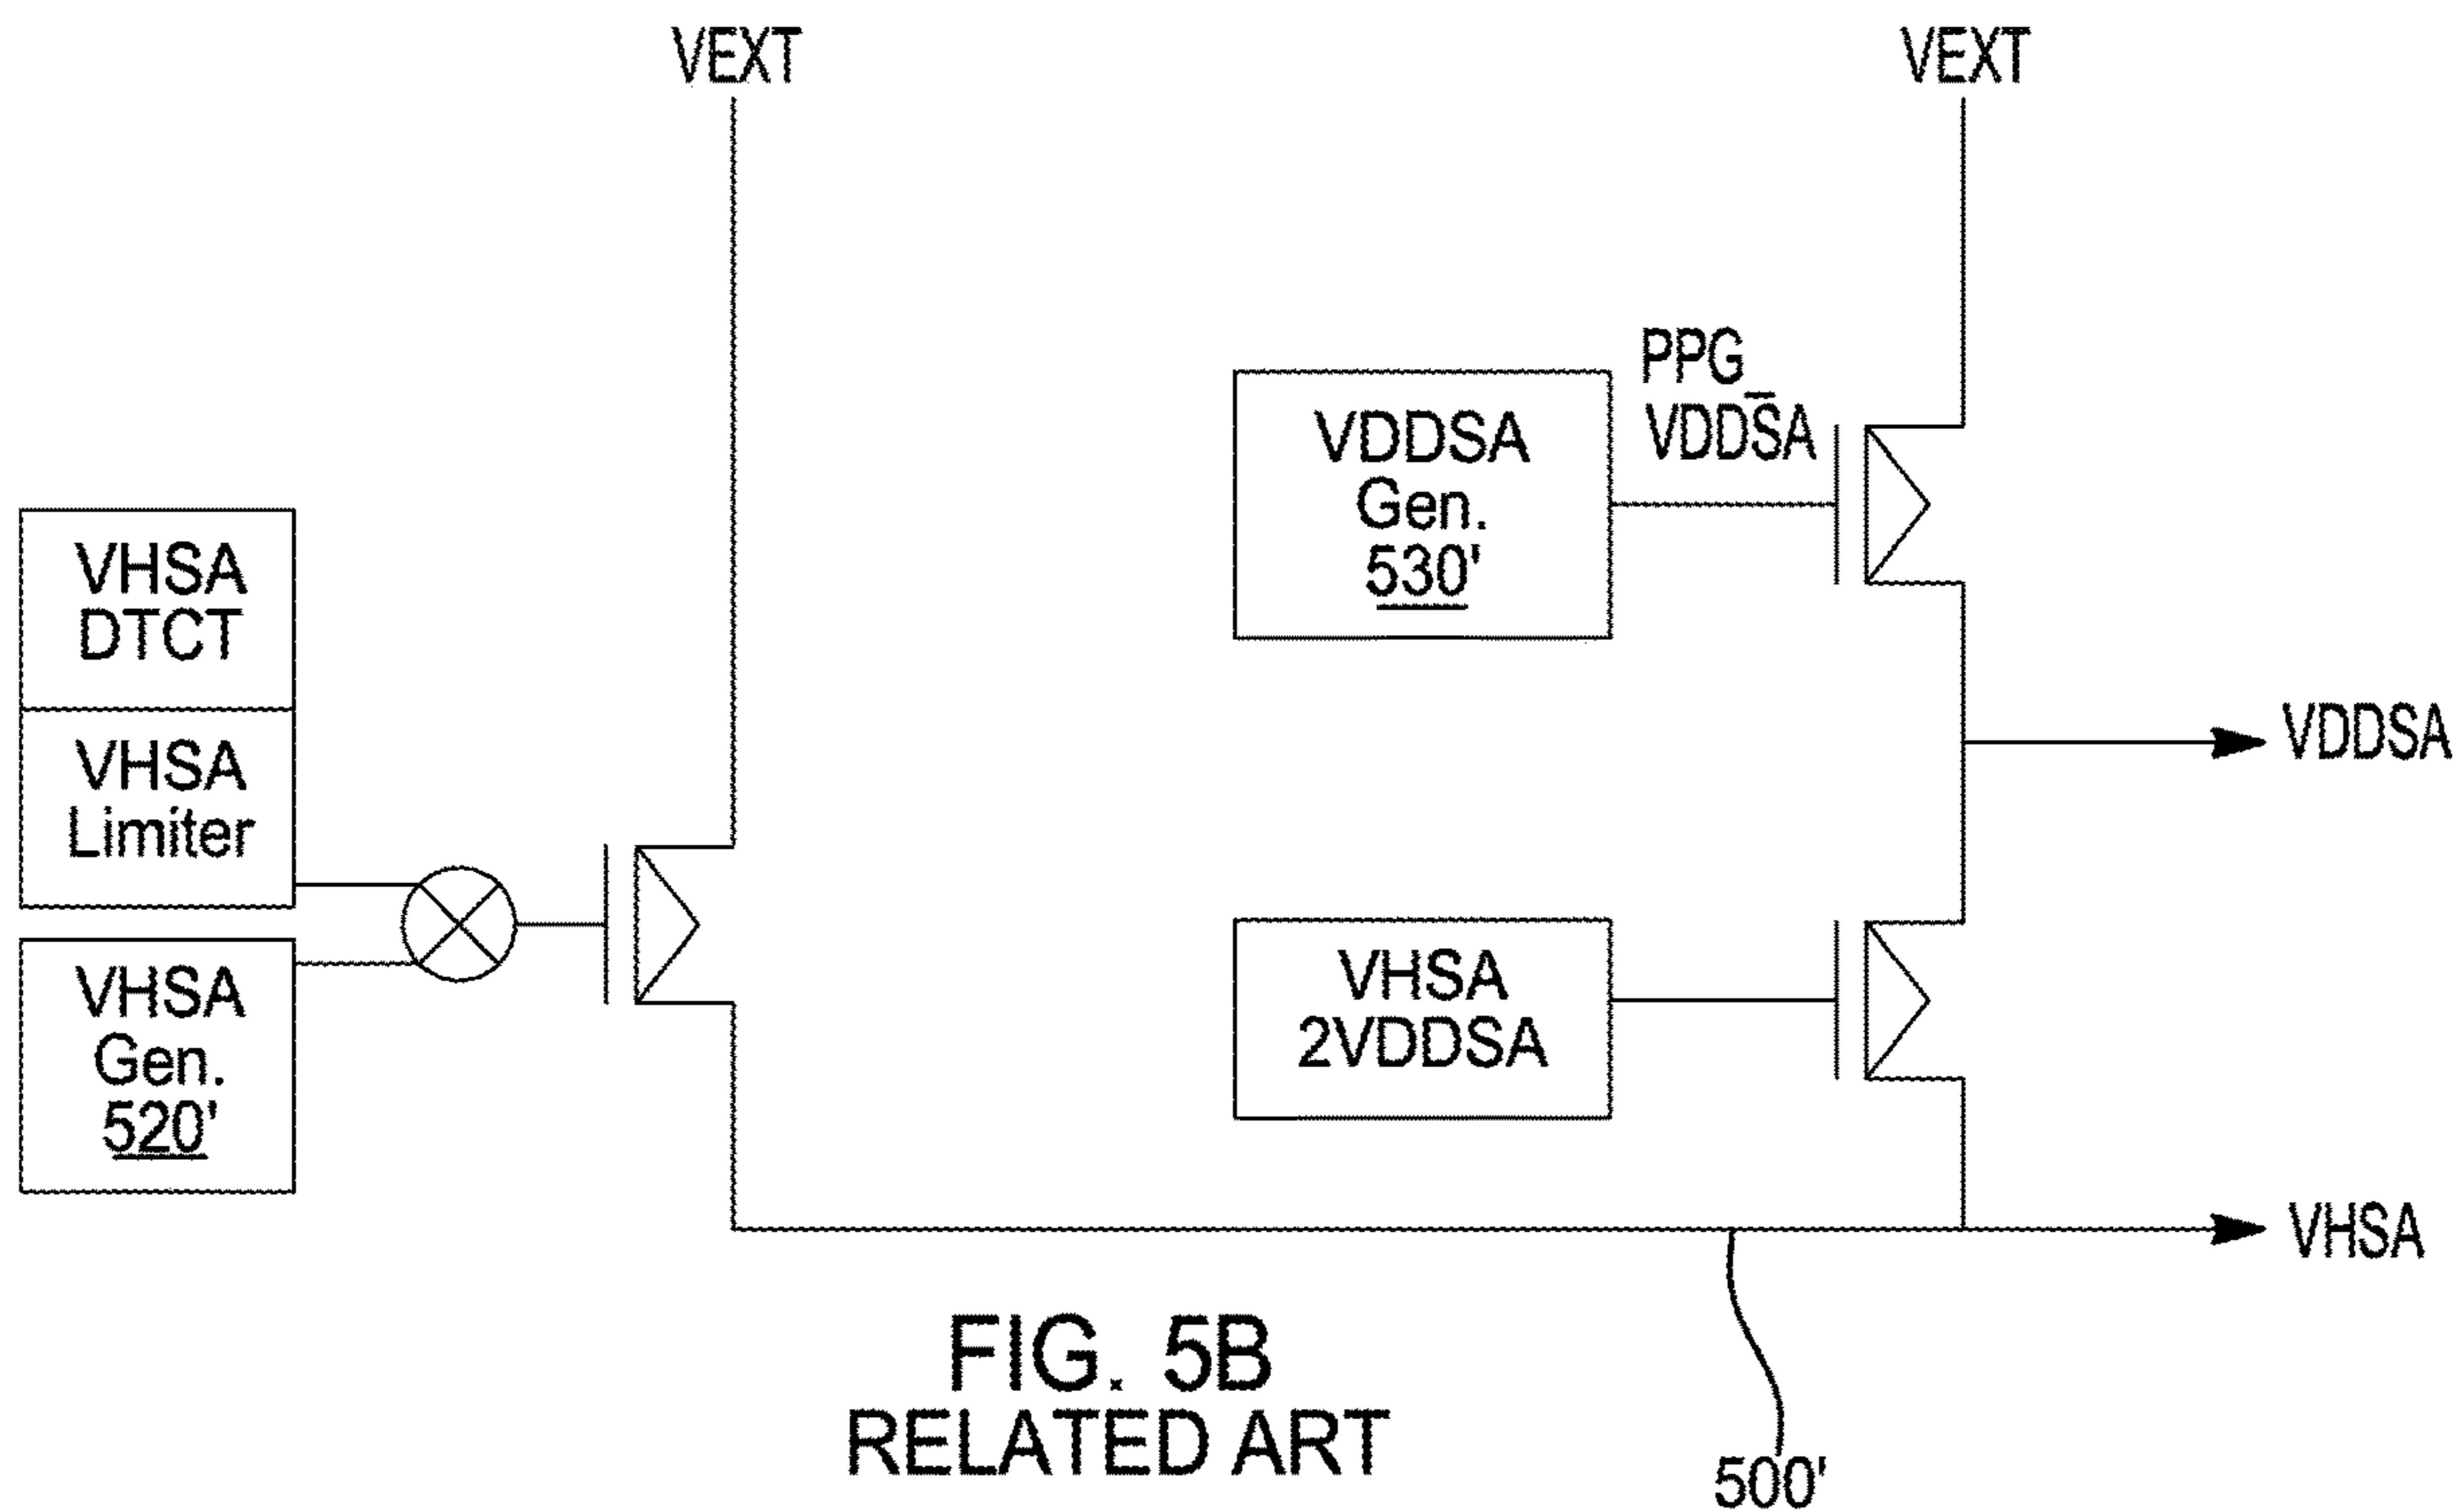 VEXT
VEXT
PPG_
VDDSA
VDDSA
Gen.
530'
VHSA
DTCT
VHSA
Limiter
VHSA
Gen.
520'
VDDSA
VHSA
2VDDSA
VHSA
FIG. 5B
RELATED ART
500'